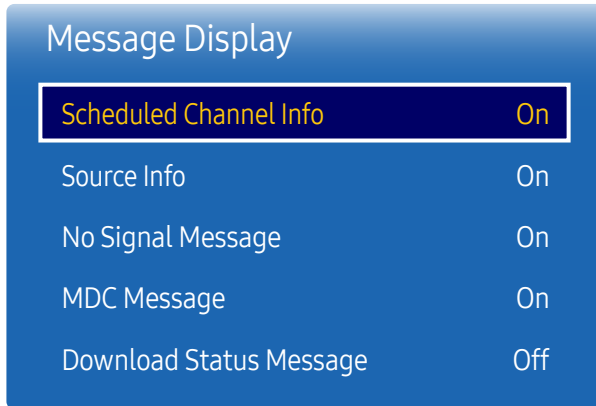 Message Display
Scheduled Channel Info On
Source Info On
No Signal Message On
MDC Message On
Download Status Message Off